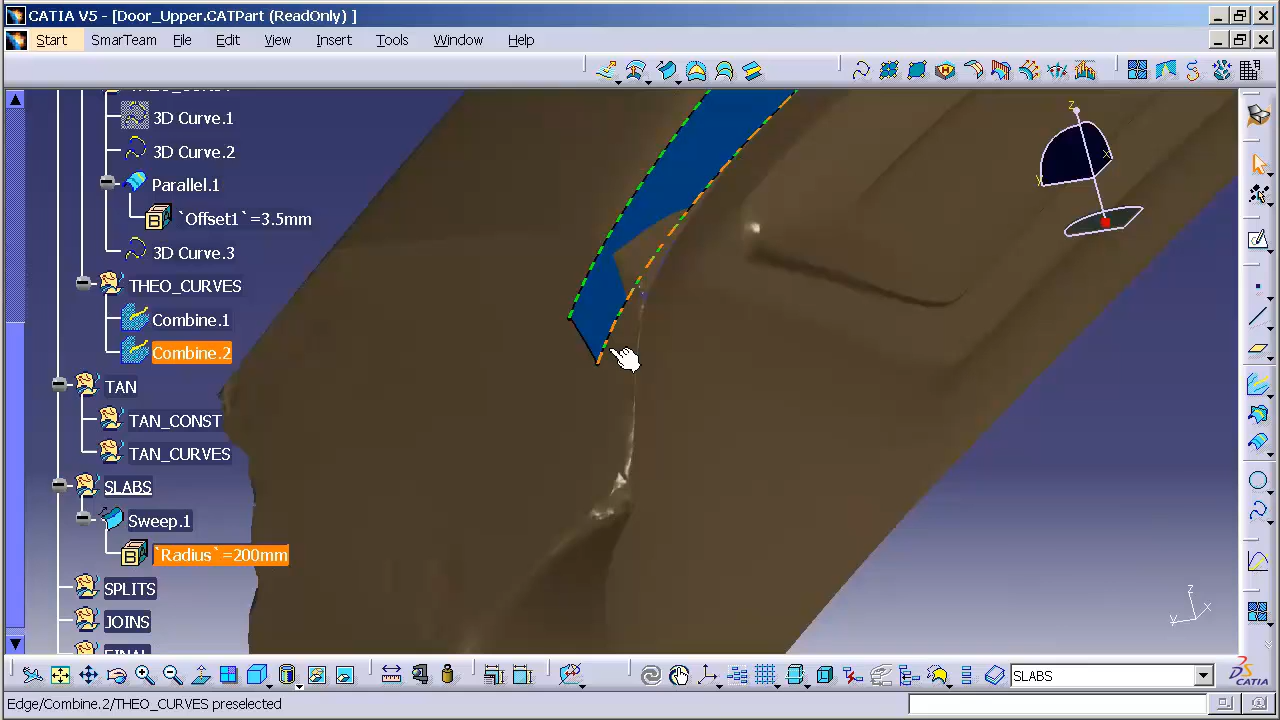 CATIA V5 - [Door_Upper.CATPart (ReadOnly) ]
Start SmarTeam File Edit View Insert Tools Window Help
3D Curve.1
3D Curve.2
Parallel.1
`Offset1`=3.5mm
3D Curve.3
THEO_CURVES
Combine.1
Combine.2
TAN
TAN_CONST
TAN_CURVES
SLABS
Sweep.1
`Radius`=200mm
SPLITS
JOINS
z
x
y
z
x
y
SLABS
CATIA
Edge/Combine.2/THEO_CURVES preselected